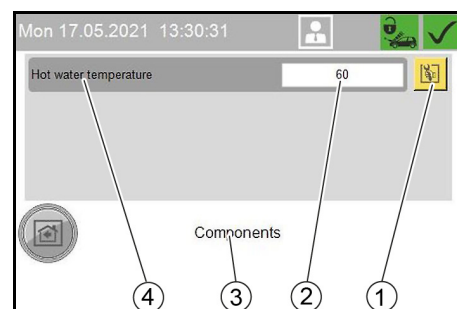 Mon 17.05.2021 13:30:31
Hot water temperature 60
Components
4 3 2 1